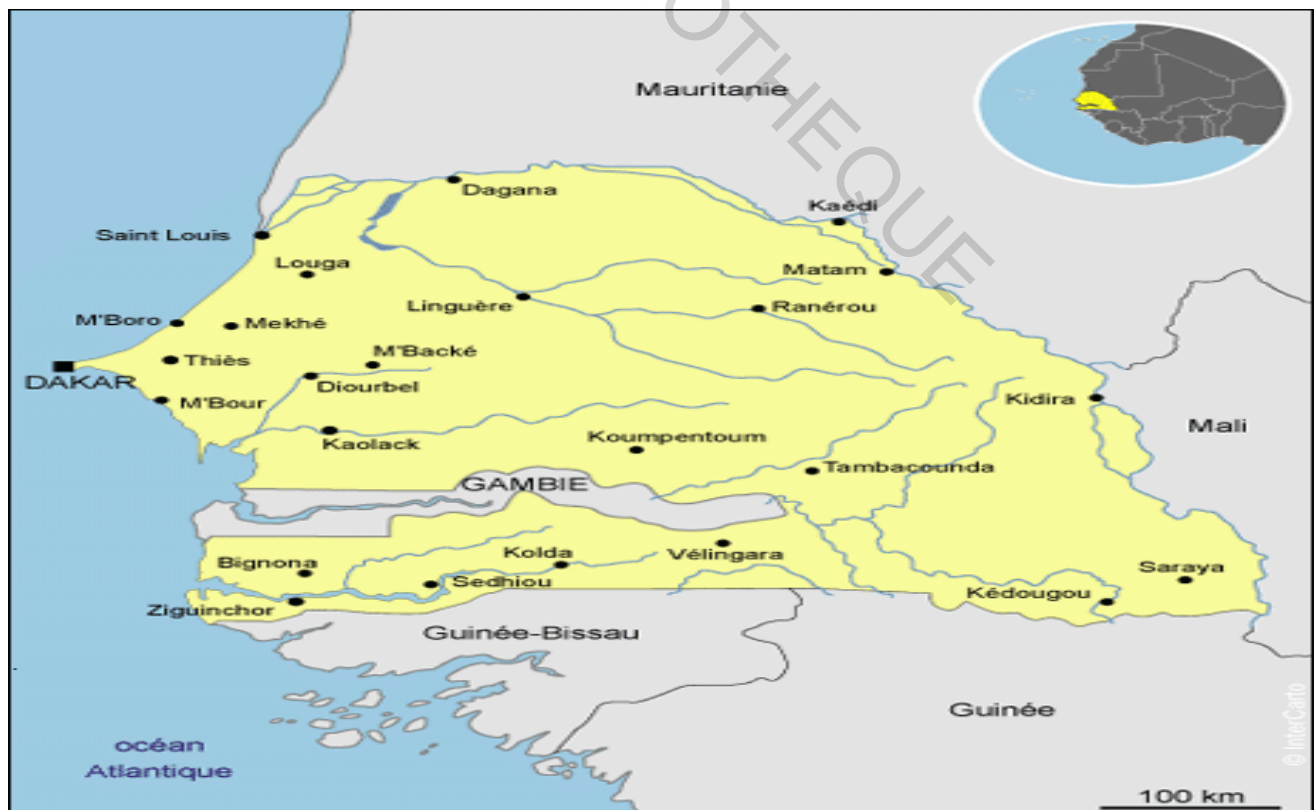 OTHEQUE
Mauritanie
Dagana
Kaédi
Saint Louis
Louga
Matam
Linguère
Ranérou
M'Boro
Mekhé
Thiès
M'Backé
DAKAR
Diourbel
M'Bour
Kidira
Kaolack
Koumpentoum
Mali
Tambacounda
GAMBIE
Kolda
Vélingara
Bignona
Sedhiou
Saraya
Kédougou
Ziguinchor
Guinée-Bissau
Guinée
océan
Atlantique
© InterCarto
100 km